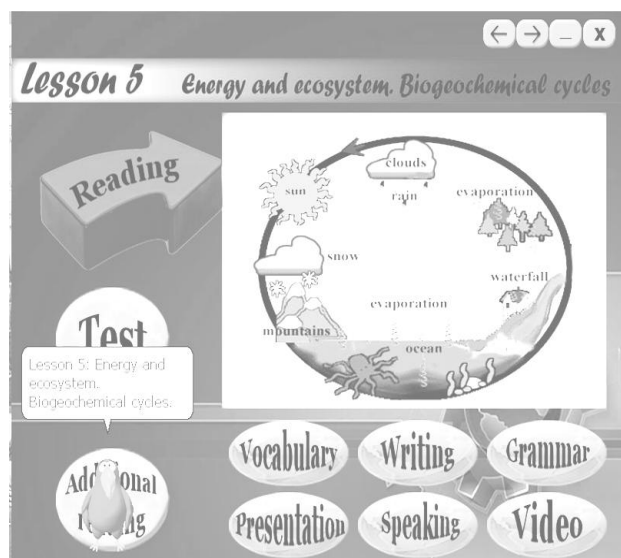 X
Lesson 5
Energy and ecosystem. Biogeochemical cycles
Reading
clouds
sun
rain
evaporation
snow
waterfall
evaporation
mountains
ocean
Test
Lesson 5: Energy and
ecosystem.
Biogeochemical cycles.
Vocabulary
Writing
Grammar
Presentation
Speaking
Video